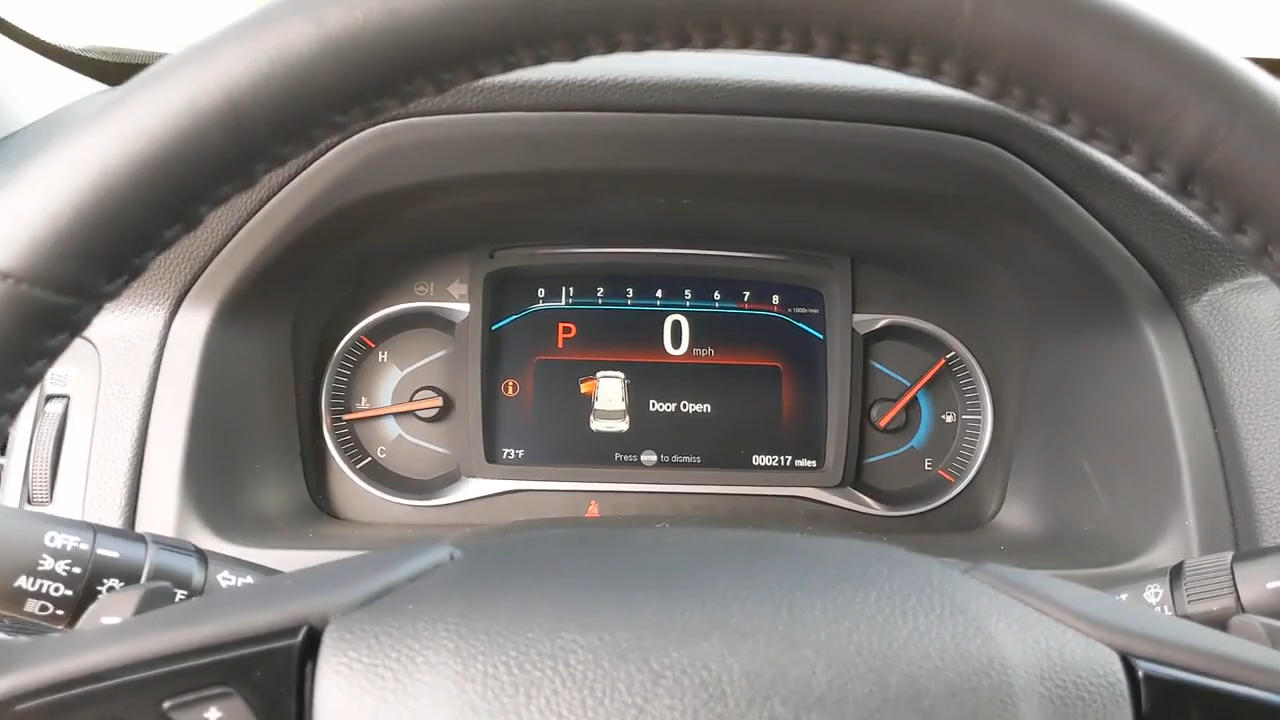 0 1 2 3 4 5 6 7 8
x1000r/min
P 0 mph
H
Door Open
C
E
73°F
Press ENTER to dismiss
000217 miles
OFF
AUTO